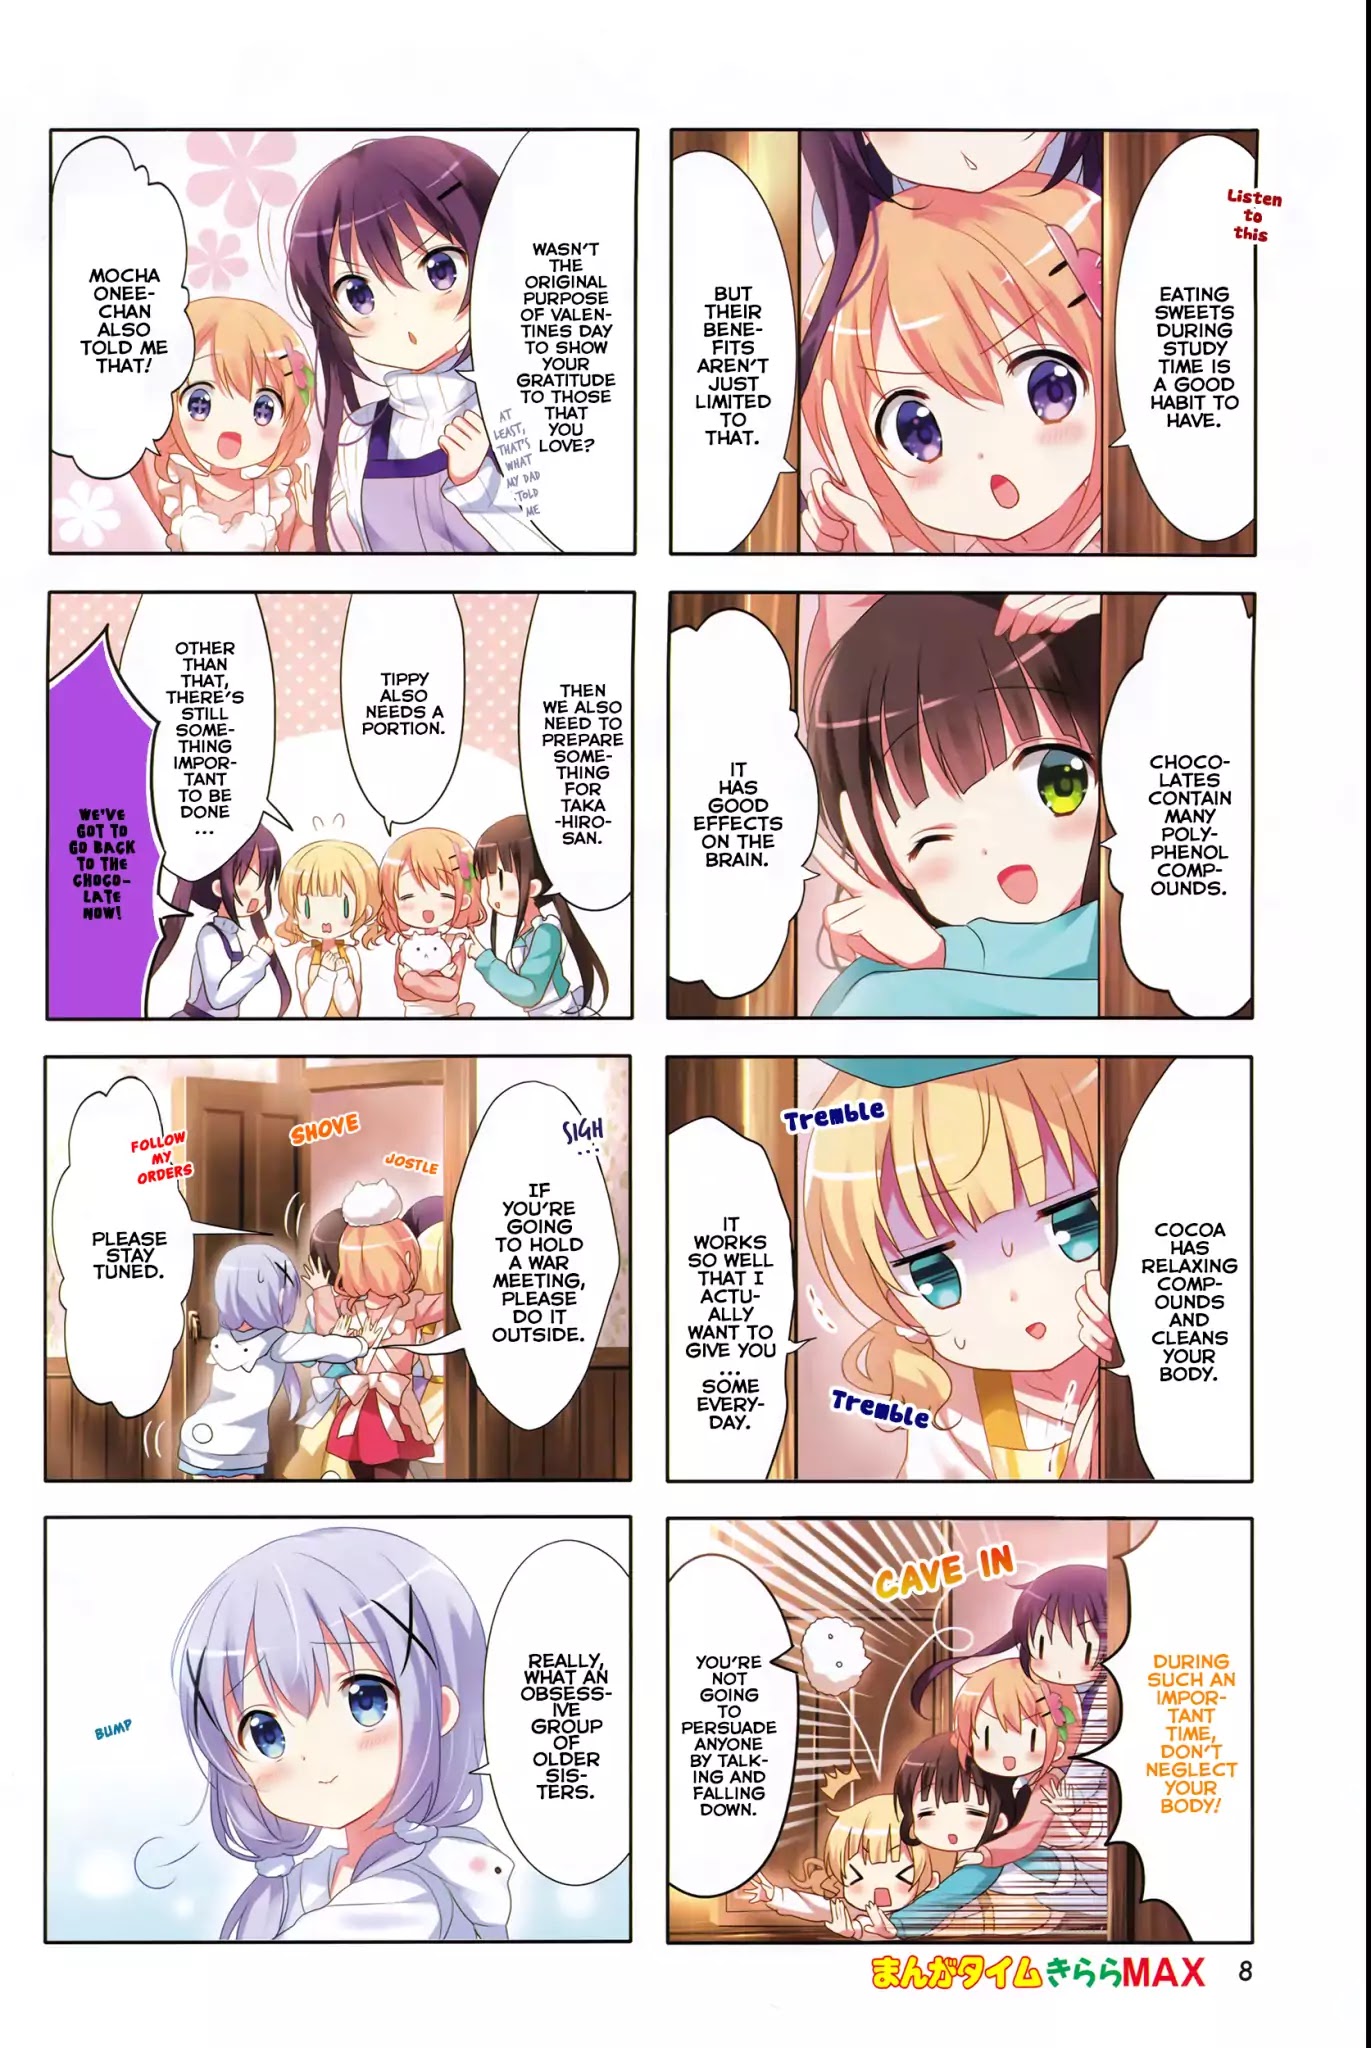 Listen
to
this
EATING
SWEETS
DURING
STUDY
TIME IS
A GOOD
HABIT TO
HAVE.
BUT
THEIR
BENE-
FITS
AREN'T
JUST
LIMITED
TO
THAT.
CHOCO-
LATES
CONTAIN
MANY
POLY-
PHENOL
COMP-
OUNDS.
IT
HAS
GOOD
EFFECTS
ON THE
BRAIN.
COCOA
HAS
RELAXING
COMP-
OUNDS
AND
CLEANS
YOUR
BODY.
Tremble
IT
WORKS
SO WELL
THAT I
ACTU-
ALLY
WANT TO
GIVE YOU
...
SOME
EVERY-
DAY.
Tremble
DURING
SUCH AN
IMPOR-
TANT
TIME,
DON'T
NEGLECT
YOUR
BODY!
CAVE IN
YOU'RE
NOT
GOING
TO
PERSUADE
ANYONE
BY TALK-
ING AND
FALLING
DOWN.
WASN'T
THE
ORIGINAL
PURPOSE
OF VALEN-
TINES DAY
TO SHOW
YOUR
GRATITUDE
TO THOSE
THAT
YOU
LOVE?
AT
LEAST,
THAT'S
WHAT
MY DAD
TOLD
ME
MOCHA
ONEE-
CHAN
ALSO
TOLD ME
THAT!
THEN
WE ALSO
NEED TO
PREPARE
SOME-
THING
FOR
TAKA
-HIRO-
SAN.
TIPPY
ALSO
NEEDS A
PORTION.
OTHER
THAN
THAT,
THERE'S
STILL
SOME-
THING
IMPOR-
TANT
TO BE
DONE
...
WE'VE
GOT TO
GO BACK
TO THE
CHOCO-
LATE
NOW!
SIGH
...
IF
YOU'RE
GOING
TO HOLD
A WAR
MEETING,
PLEASE
DO IT
OUTSIDE.
SHOVE
JOSTLE
FOLLOW
MY
ORDERS
PLEASE
STAY
TUNED.
REALLY,
WHAT AN
OBSESS-
IVE
GROUP
OF
OLDER
SIS-
TERS.
BUMP
まんがタイムきららMAX 8